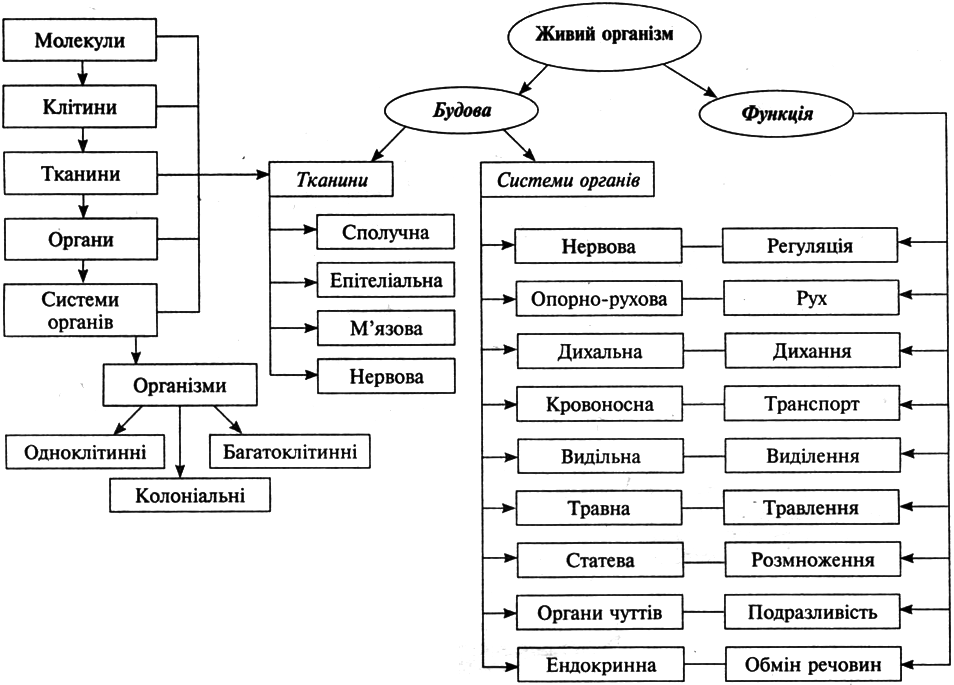 Живий організм
Будова
Функція
Молекули
Клітини
Тканини
Органи
Системи
органів
Організми
Одноклітинні
Багатоклітинні
Колоніальні
Тканини
Сполучна
Епітеліальна
М’язова
Нервова
Системи органів
Нервова
Регуляція
Опорно-рухова
Рух
Дихальна
Дихання
Кровоносна
Транспорт
Видільна
Виділення
Травна
Травлення
Статева
Розмноження
Органи чуттів
Подразливість
Ендокринна
Обмін речовин